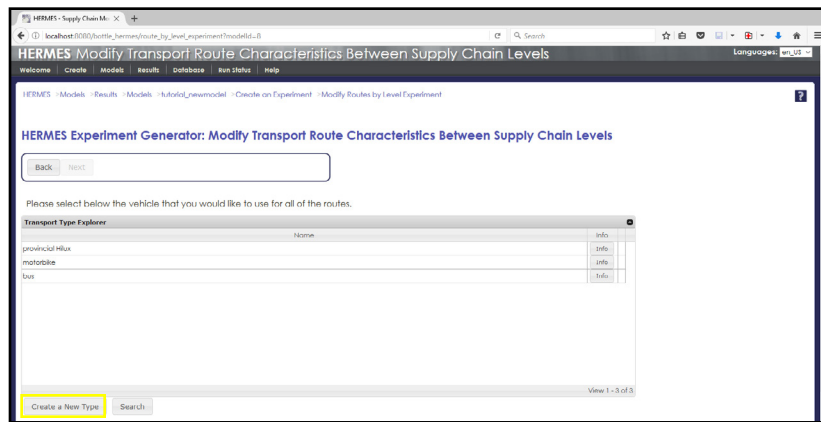 HERMES - Supply Chain Mo
localhost:8080/bottle_hermes/route_by_level_experiment?modelId=8
Search
HERMES Modify Transport Route Characteristics Between Supply Chain Levels
Languages: en_US
Welcome Create Models Results Database Run Status Help
HERMES >Models >Results >Models >tutorial_newmodel >Create an Experiment >Modify Routes by Level Experiment
?
HERMES Experiment Generator: Modify Transport Route Characteristics Between Supply Chain Levels
Back Next
Please select below the vehicle that you would like to use for all of the routes.
Transport Type Explorer
Name Info
provincial Hilux Info
motorbike Info
bus Info
View 1 - 3 of 3
Create a New Type Search